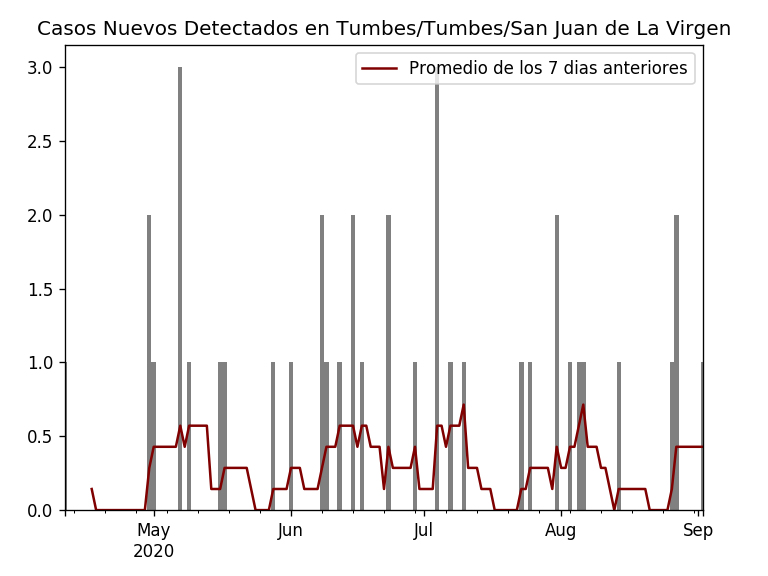 Casos Nuevos Detectados en Tumbes/Tumbes/San Juan de La Virgen
Promedio de los 7 dias anteriores
3.0
2.5
2.0
1.5
1.0
0.5
0.0
May Jun Jul Aug Sep
2020